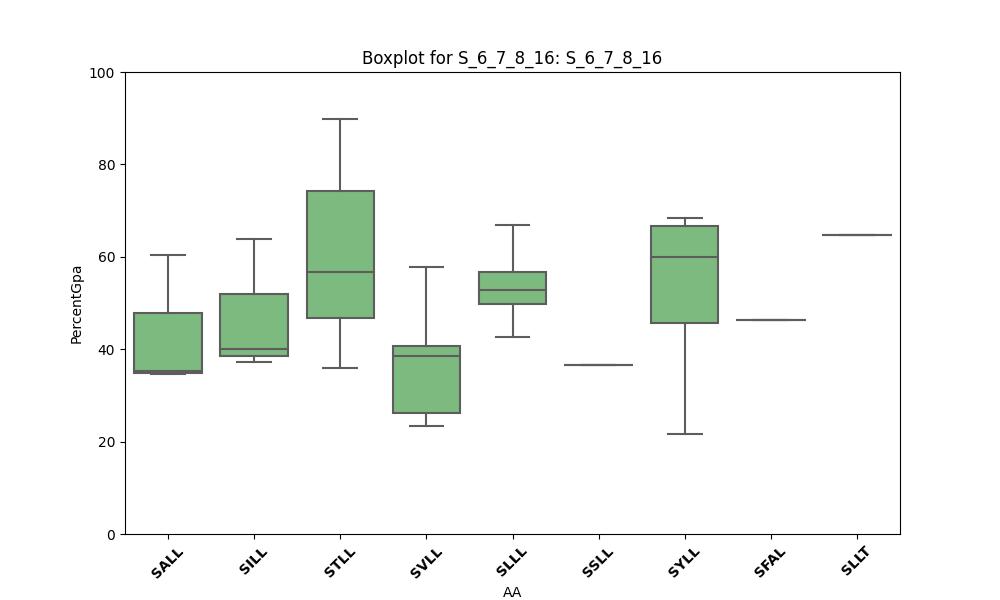 Boxplot for S_6_7_8_16: S_6_7_8_16
PercentGpa
100
80
60
40
20
0
SALL
SILL
STLL
SVLL
SLLL
SSLL
SYLL
SFAL
SLLT
AA